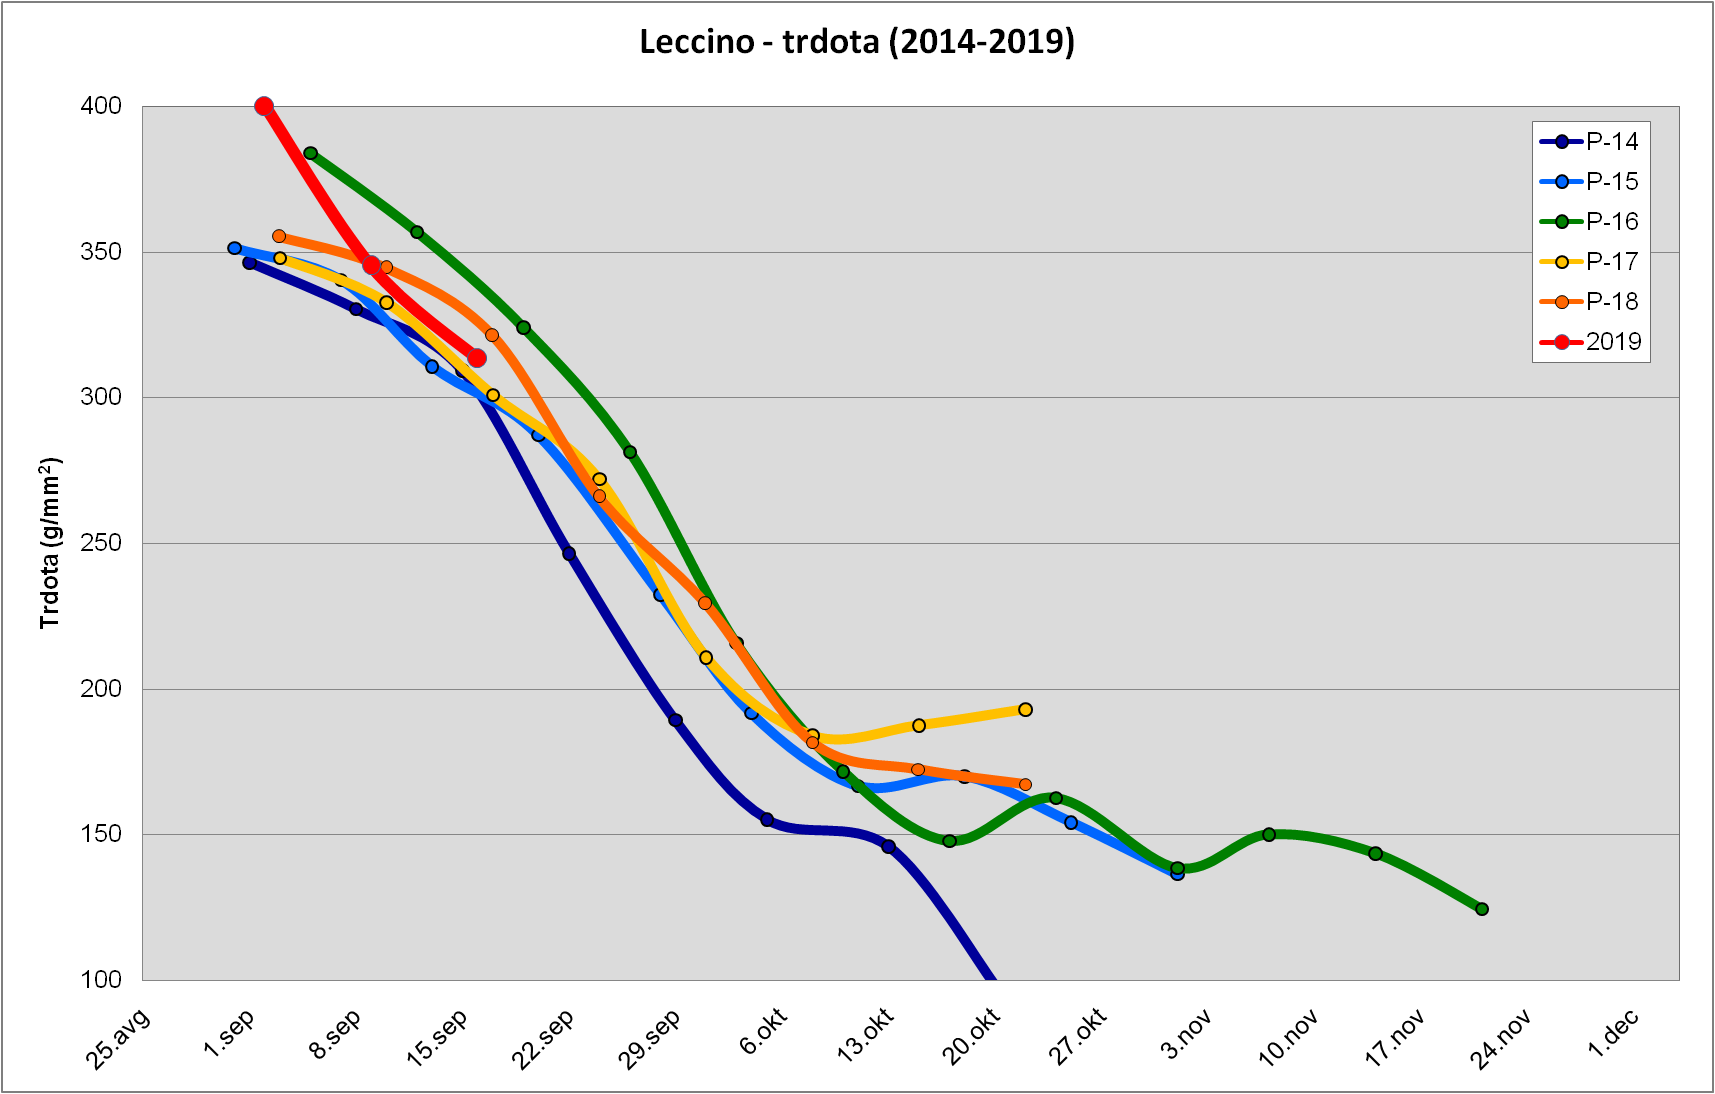 Leccino - trdota (2014-2019)
Trdota (g/mm²)
400
350
300
250
200
150
100
P-14
P-15
P-16
P-17
P-18
2019
25.avg
1.sep
8.sep
15.sep
22.sep
29.sep
6.okt
13.okt
20.okt
27.okt
3.nov
10.nov
17.nov
24.nov
1.dec